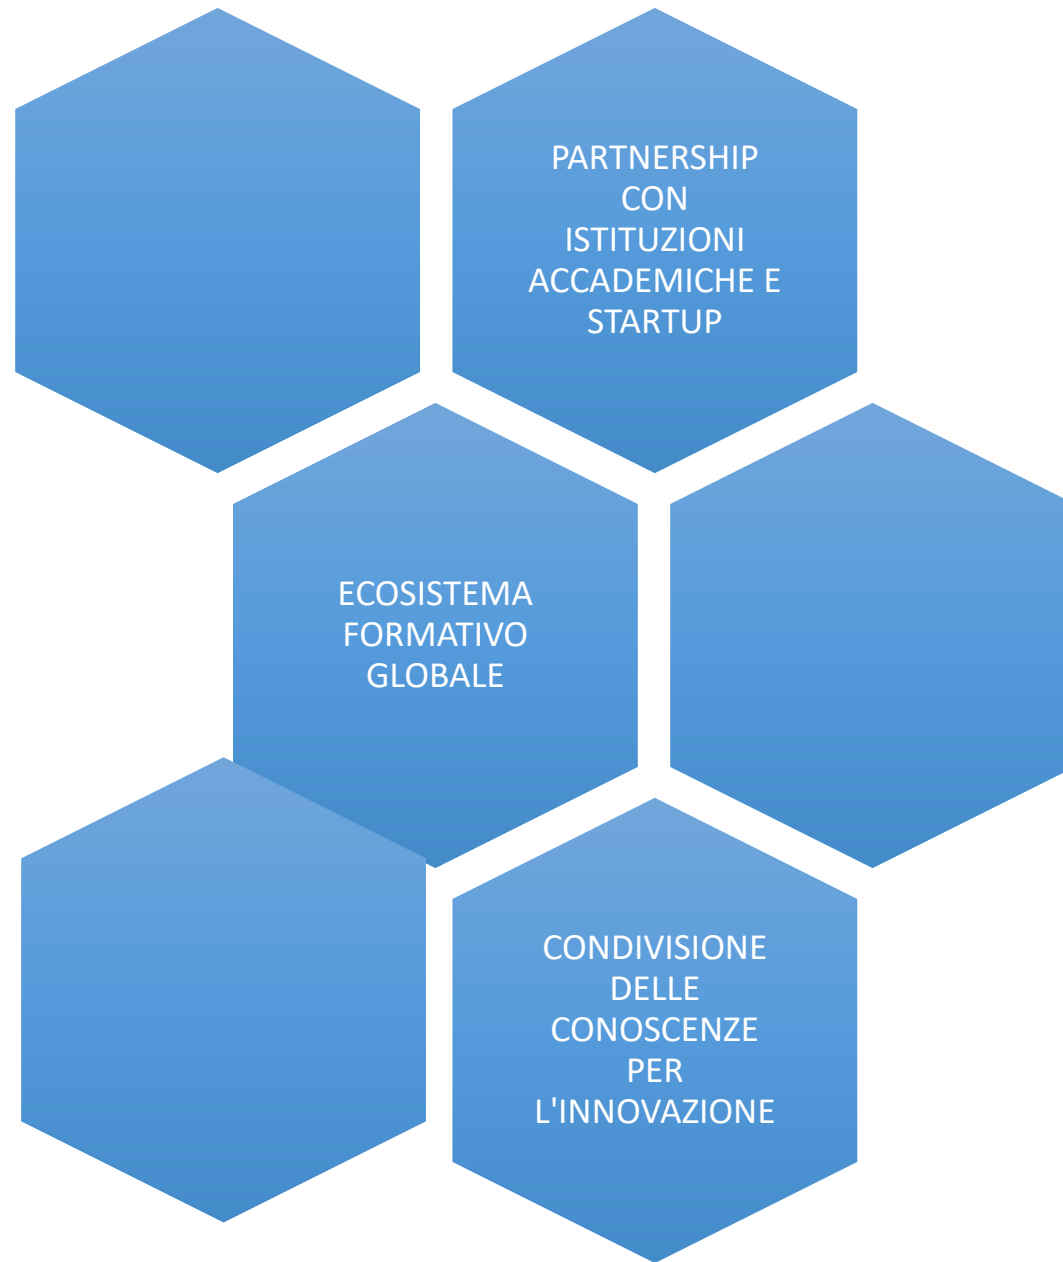 PARTNERSHIP
CON
ISTITUZIONI
ACCADEMICHE E
STARTUP
ECOSISTEMA
FORMATIVO
GLOBALE
CONDIVISIONE
DELLE
CONOSCENZE
PER
L'INNOVAZIONE